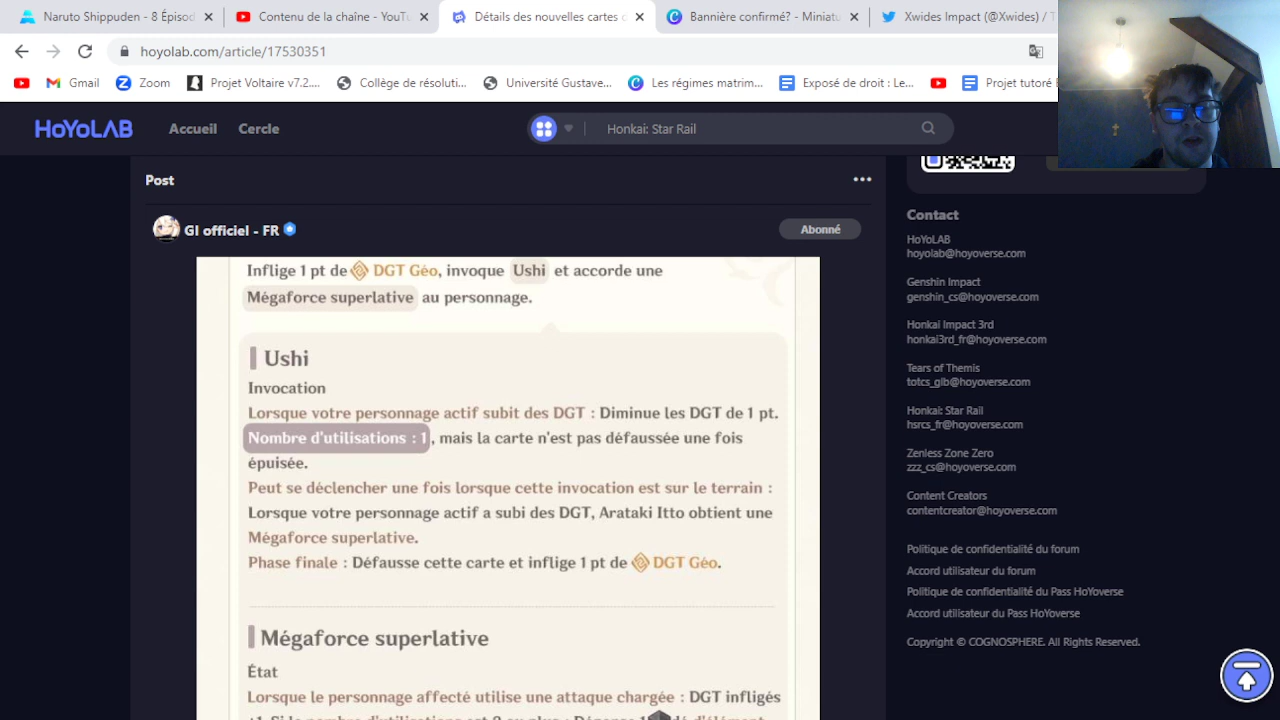 Naruto Shippuden - 8 Épisod
Contenu de la chaîne - YouTu
Détails des nouvelles cartes d
Bannière confirmé? - Miniatu
Xwides Impact (@Xwides) / T
hoyolab.com/article/17530351
Gmail
Zoom
Projet Voltaire v7.2....
Collège de résoluti...
Université Gustave...
Les régimes matrim...
Exposé de droit : Le...
Projet tutoré
HoYoLAB
Accueil
Cercle
Honkai: Star Rail
Post
GI officiel - FR
Abonné
Inflige 1 pt de DGT Géo, invoque Ushi et accorde une
Mégaforce superlative au personnage.
Ushi
Invocation
Lorsque votre personnage actif subit des DGT : Diminue les DGT de 1 pt.
Nombre d'utilisations : 1, mais la carte n'est pas défaussée une fois
épuisée.
Peut se déclencher une fois lorsque cette invocation est sur le terrain :
Lorsque votre personnage actif a subi des DGT, Arataki Itto obtient une
Mégaforce superlative.
Phase finale : Défausse cette carte et inflige 1 pt de DGT Géo.
Mégaforce superlative
État
Lorsque le personnage affecté utilise une attaque chargée : DGT infligés
Contact
HoYoLAB
hoyolab@hoyoverse.com
Genshin Impact
genshin_cs@hoyoverse.com
Honkai Impact 3rd
honkai3rd_fr@hoyoverse.com
Tears of Themis
totcs_glb@hoyoverse.com
Honkai: Star Rail
hsrcs_fr@hoyoverse.com
Zenless Zone Zero
zzz_cs@hoyoverse.com
Content Creators
contentcreator@hoyoverse.com
Politique de confidentialité du forum
Accord utilisateur du forum
Politique de confidentialité du Pass HoYoverse
Accord utilisateur du Pass HoYoverse
Copyright © COGNOSPHERE. All Rights Reserved.